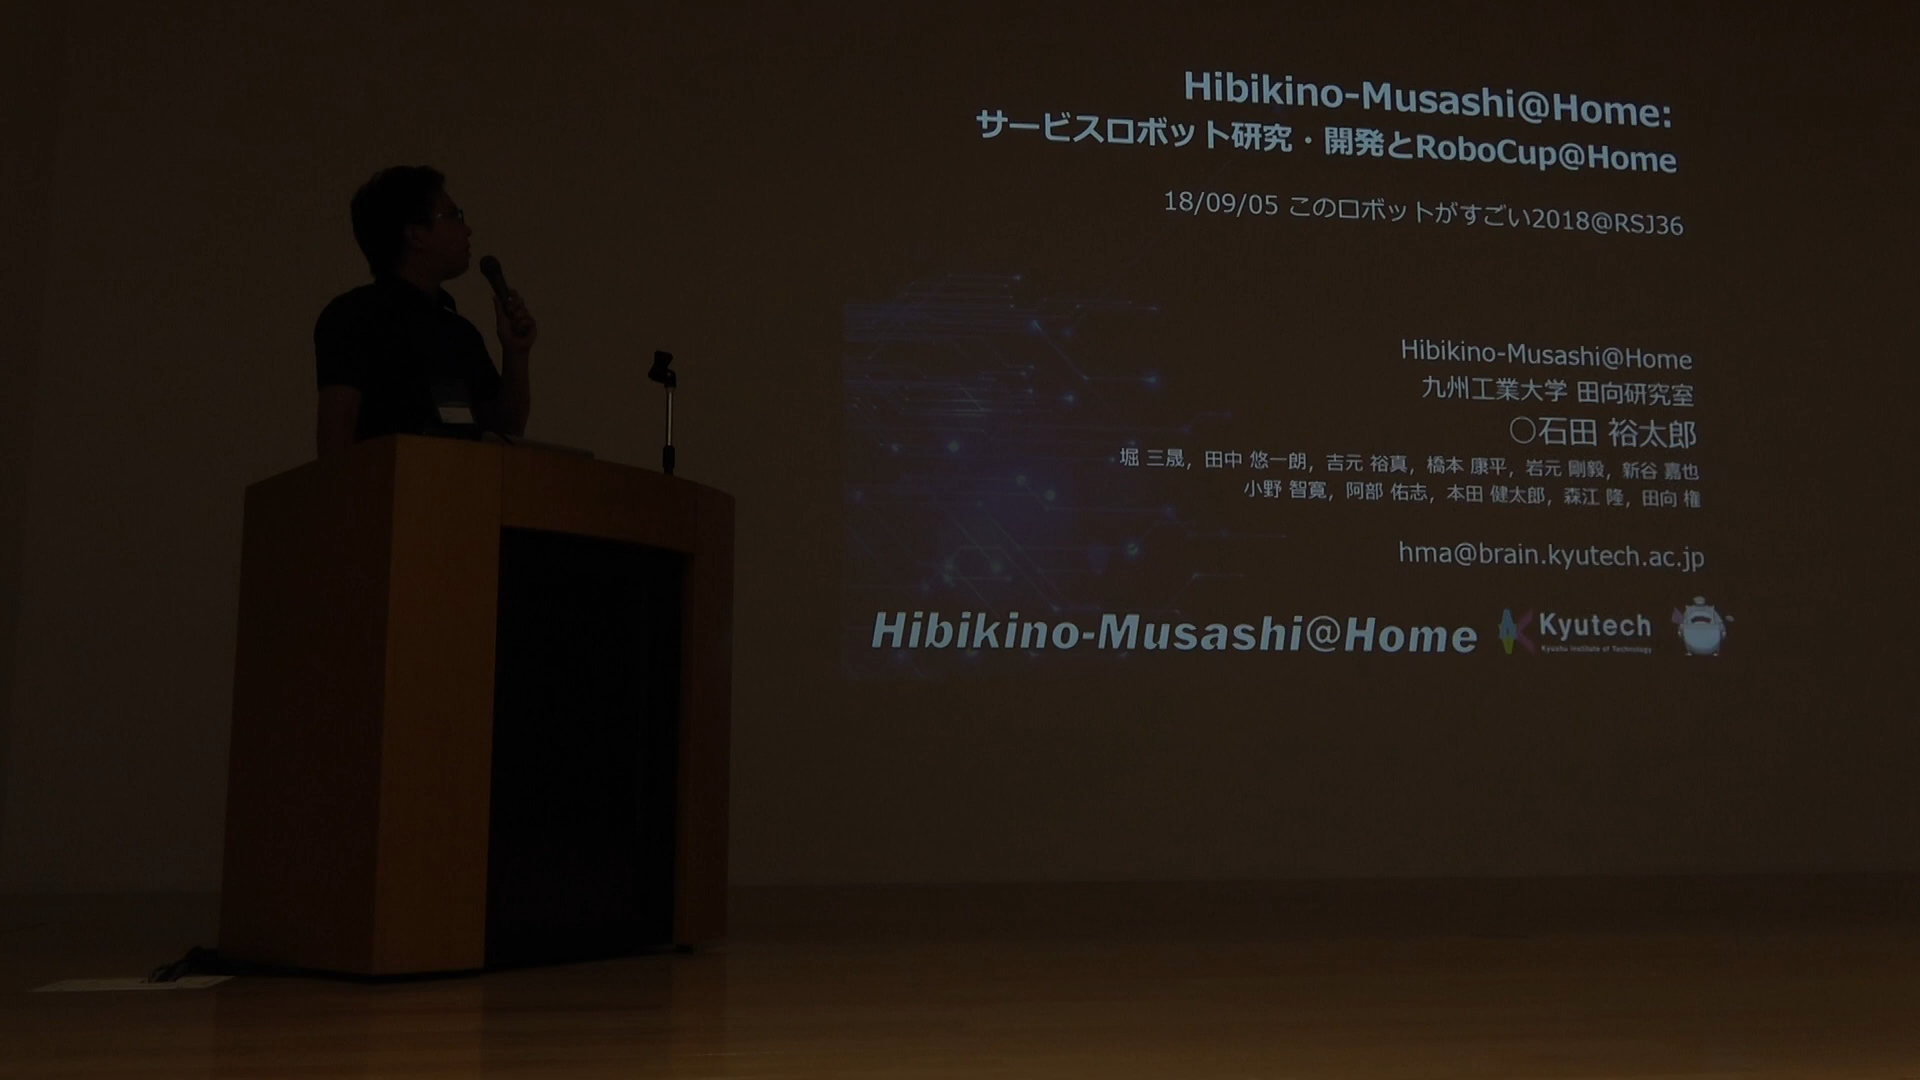 Hibikino-Musashi@Home:
サービスロボット研究・開発とRoboCup@Home
18/09/05 このロボットがすごい2018@RSJ36
Hibikino-Musashi@Home
九州工業大学 田向研究室
〇石田 裕太郎
堀 三晟，田中 悠一朗，吉元 裕真，橋本 康平，岩元 剛毅，新谷 嘉也
小野 智寛，阿部 佑志，本田 健太郎，森江 隆，田向 権
hma@brain.kyutech.ac.jp
Hibikino-Musashi@Home
Kyutech
Kyushu Institute of Technology